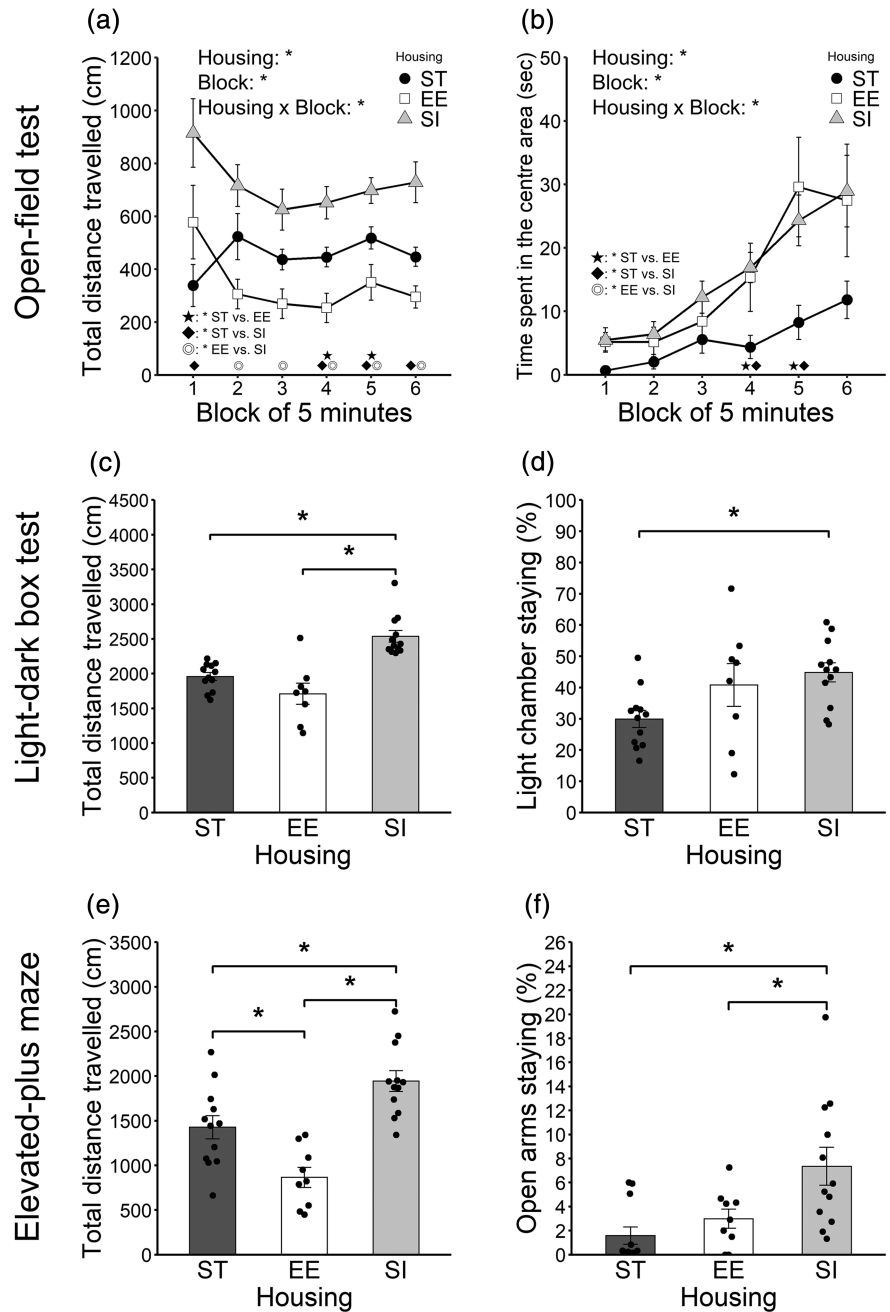 (a)
(b)
Open-field test
Total distance travelled (cm)
1200
1000
800
600
400
200
0
Housing: *
Block: *
Housing x Block: *
Housing
ST
EE
SI
★: * ST vs. EE
◆: * ST vs. SI
◎: * EE vs. SI
1 2 3 4 5 6
Block of 5 minutes
Time spent in the centre area (sec)
50
40
30
20
10
0
Housing: *
Block: *
Housing x Block: *
Housing
ST
EE
SI
★: * ST vs. EE
◆: * ST vs. SI
◎: * EE vs. SI
1 2 3 4 5 6
Block of 5 minutes
(c)
(d)
Light-dark box test
Total distance travelled (cm)
4500
4000
3500
3000
2500
2000
1500
1000
500
0
*
*
ST EE SI
Housing
Light chamber staying (%)
100
90
80
70
60
50
40
30
20
10
0
*
ST EE SI
Housing
(e)
(f)
Elevated-plus maze
Total distance travelled (cm)
3500
3000
2500
2000
1500
1000
500
0
*
*
*
ST EE SI
Housing
Open arms staying (%)
26
24
22
20
18
16
14
12
10
8
6
4
2
0
*
*
ST EE SI
Housing